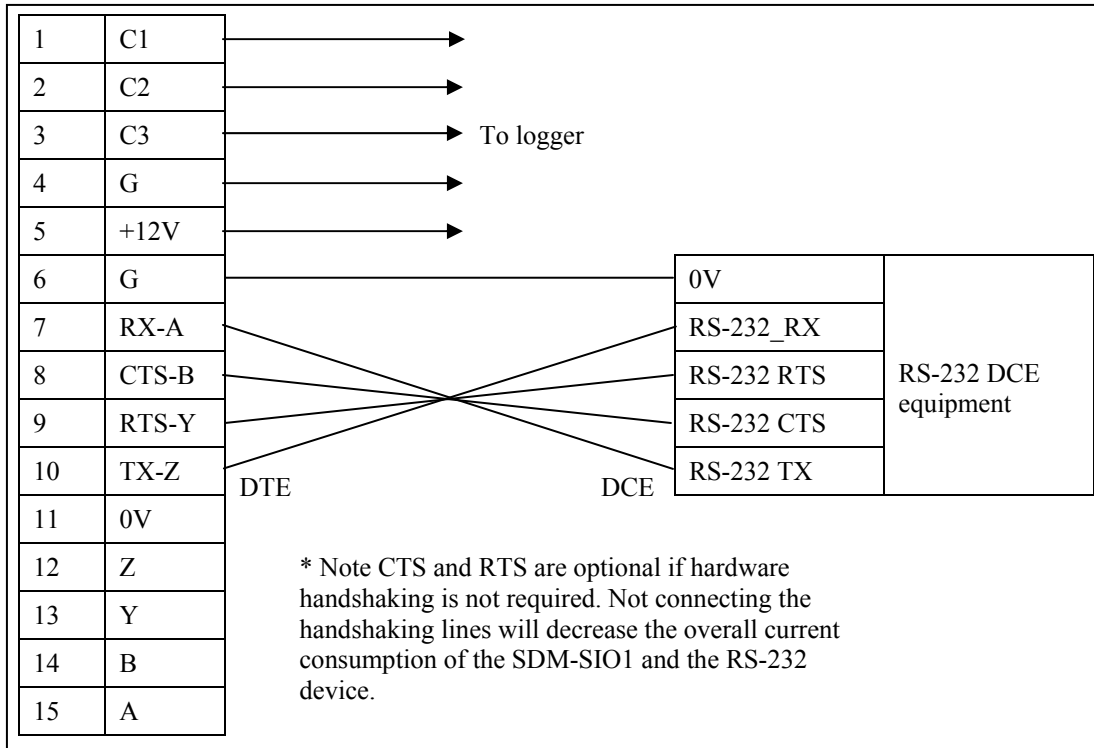 1 C1
2 C2
3 C3 To logger
4 G
5 +12V
6 G 0V
7 RX-A RS-232_RX
8 CTS-B RS-232 RTS RS-232 DCE
9 RTS-Y RS-232 CTS equipment
10 TX-Z DTE DCE RS-232 TX
11 0V
12 Z
13 Y
14 B
15 A
* Note CTS and RTS are optional if hardware
handshaking is not required. Not connecting the
handshaking lines will decrease the overall current
consumption of the SDM-SIO1 and the RS-232
device.